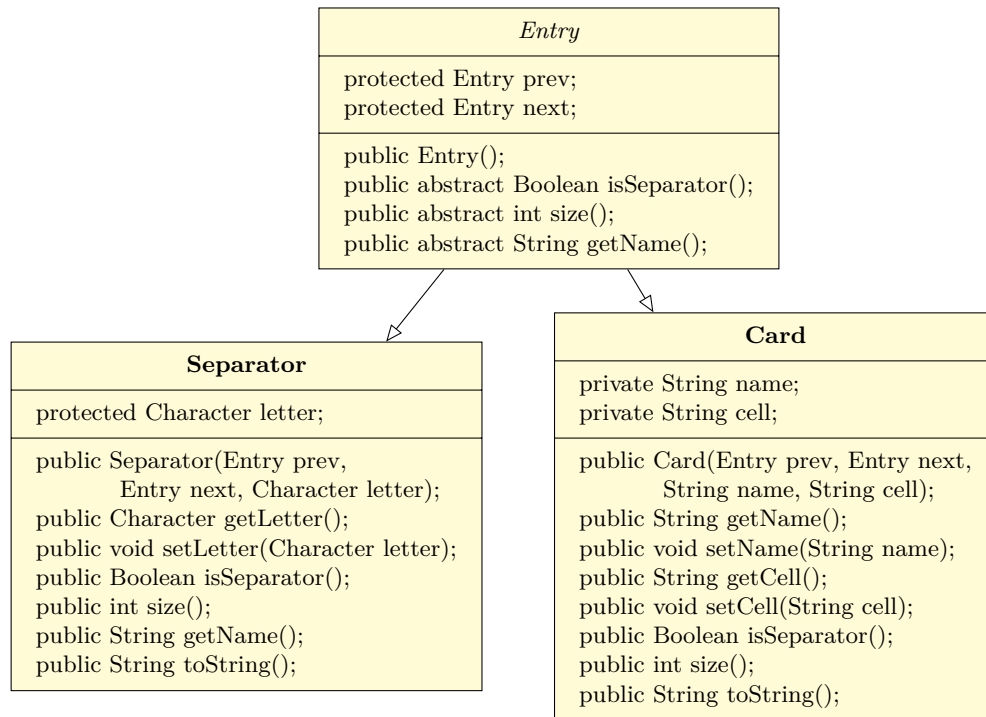 Entry
protected Entry prev;
protected Entry next;
public Entry();
public abstract Boolean isSeparator();
public abstract int size();
public abstract String getName();
Separator
protected Character letter;
public Separator(Entry prev,
Entry next, Character letter);
public Character getLetter();
public void setLetter(Character letter);
public Boolean isSeparator();
public int size();
public String getName();
public String toString();
Card
private String name;
private String cell;
public Card(Entry prev, Entry next,
String name, String cell);
public String getName();
public void setName(String name);
public String getCell();
public void setCell(String cell);
public Boolean isSeparator();
public int size();
public String toString();